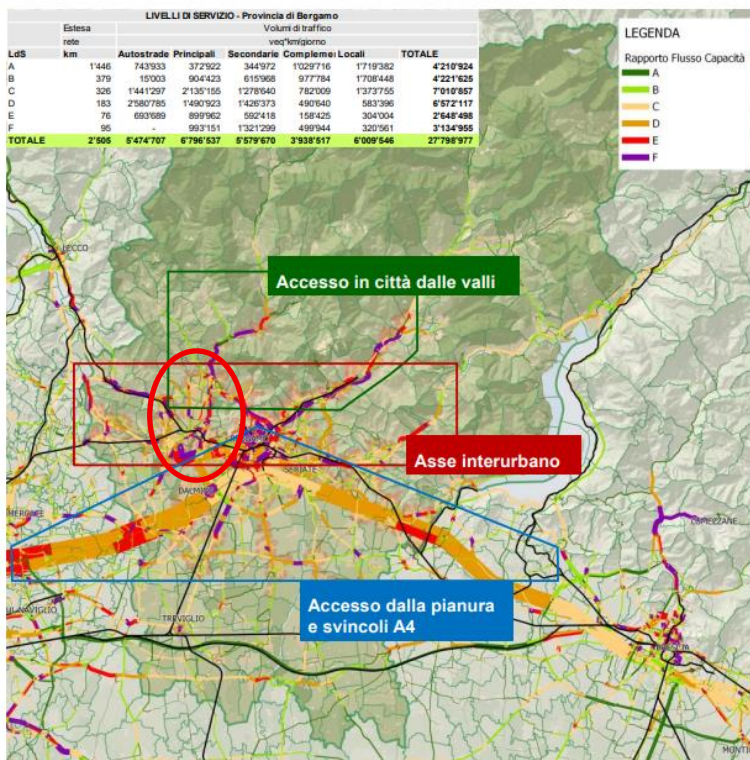 LIVELLI DI SERVIZIO - Provincia di Bergamo
Estesa Volumi di traffico
rete veq*km/giorno
LdS km Autostrade Principali Secondarie Complemen Locali TOTALE
A 1'446 743'933 372'922 344'972 1'029'716 1'719'382 4'210'924
B 379 15'003 904'423 615'968 977'784 1'708'448 4'221'625
C 326 1'441'297 2'135'155 1'278'640 782'009 1'373'755 7'010'857
D 183 2'580'785 1'490'923 1'426'373 490'640 583'396 6'572'117
E 76 693'689 899'962 592'418 158'425 304'004 2'648'498
F 95 - 993'151 1'321'299 499'944 320'561 3'134'955
TOTALE 2'505 5'474'707 6'796'537 5'579'670 3'938'517 6'009'546 27'798'977
LEGENDA
Rapporto Flusso Capacità
A
B
C
D
E
F
LECCO
Accesso in città dalle valli
Asse interurbano
SERIATE
Accesso dalla pianura
e svincoli A4
TREVIGLIO